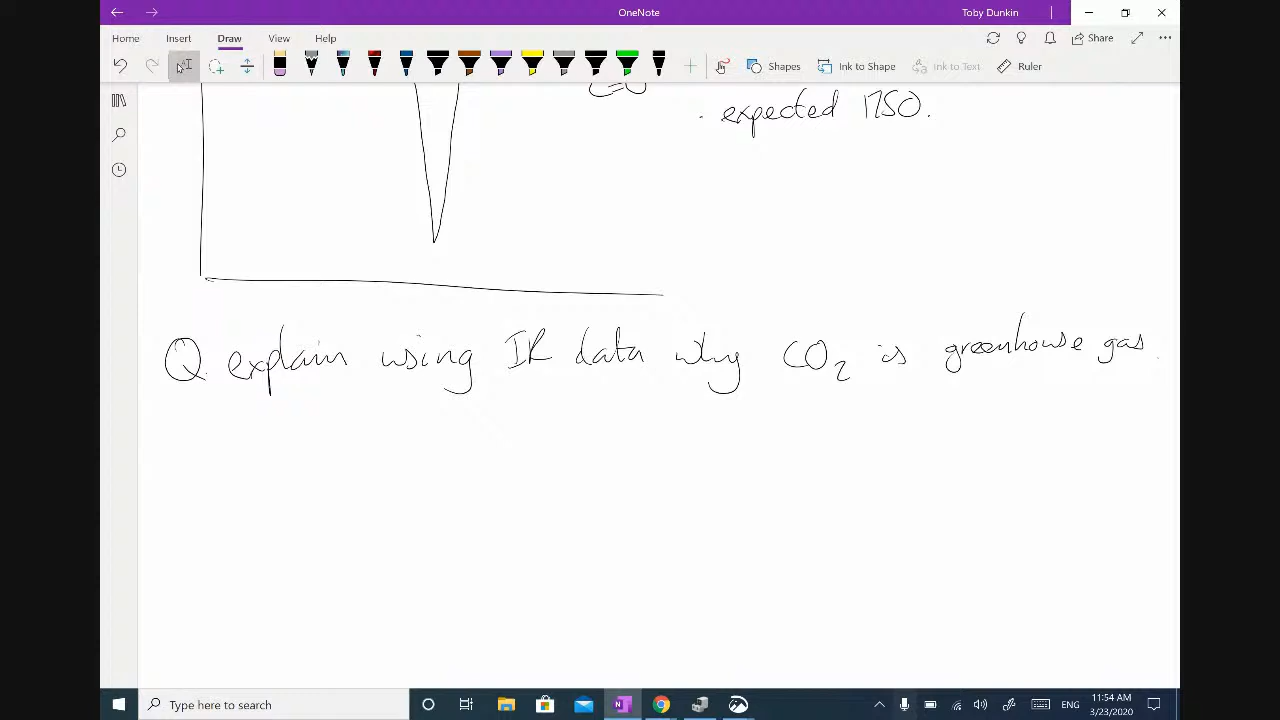 OneNote
Toby Dunkin
Home Insert Draw View Help
Share
Shapes Ink to Shape Ink to Text Ruler
expected 1750.
Q. explain using IR data why CO2 is greenhouse gas.
Type here to search
ENG
11:54 AM
3/23/2020